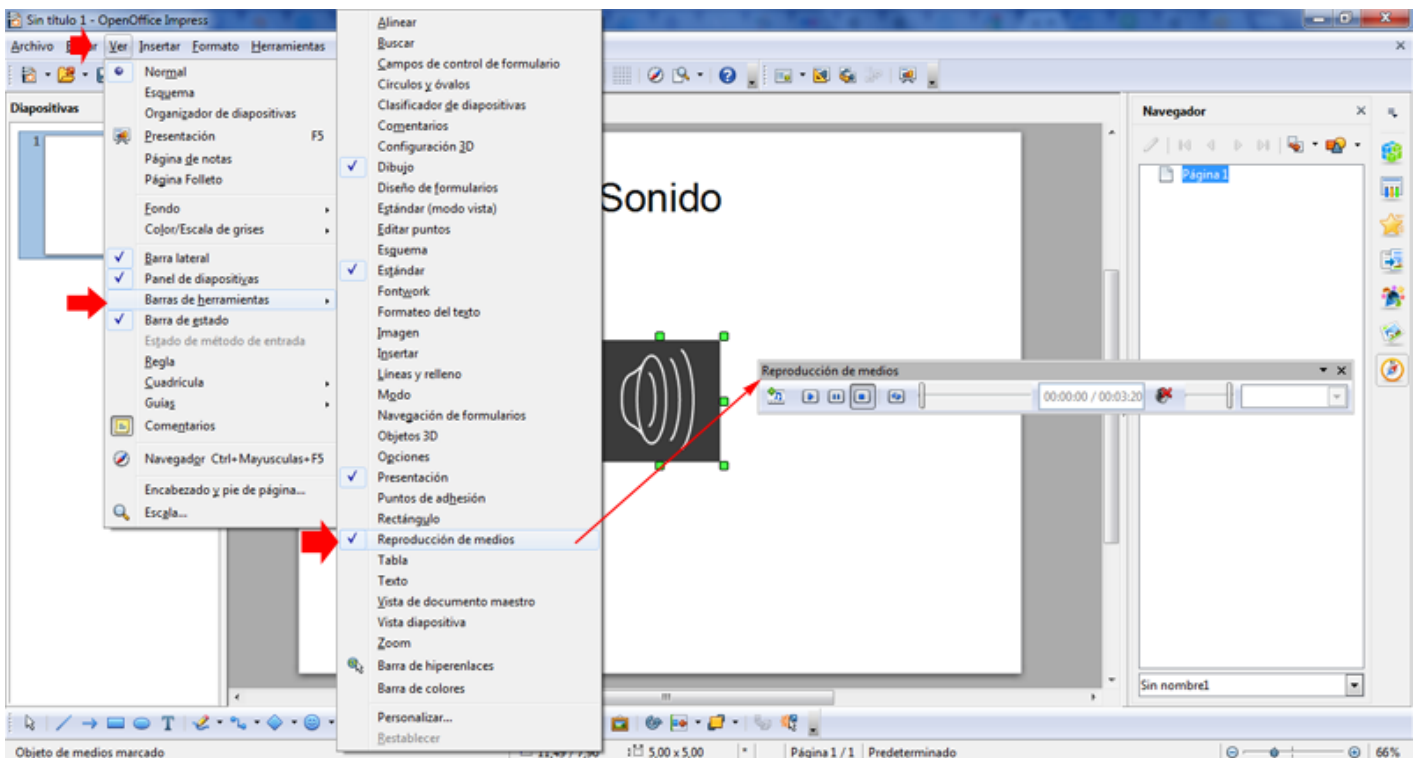 Sin título 1 - OpenOffice Impress
Archivo
Ver Insertar Formato Herramientas
Normal
Esquema
Organizador de diapositivas
Presentación F5
Página de notas
Página Folleto
Fondo
Color/Escala de grises
Barra lateral
Panel de diapositivas
Barras de herramientas
Barra de estado
Estado de método de entrada
Regla
Cuadrícula
Guías
Comentarios
Navegador Ctrl+Mayusculas+F5
Encabezado y pie de página...
Escala...
Alinear
Buscar
Campos de control de formulario
Círculos y óvalos
Clasificador de diapositivas
Comentarios
Configuración 3D
Dibujo
Diseño de formularios
Estándar (modo vista)
Editar puntos
Esquema
Estándar
Fontwork
Formateo del texto
Imagen
Insertar
Líneas y relleno
Modo
Navegación de formularios
Objetos 3D
Opciones
Presentación
Puntos de adhesión
Rectángulo
Reproducción de medios
Tabla
Texto
Vista de documento maestro
Vista diapositiva
Zoom
Barra de hiperenlaces
Barra de colores
Personalizar...
Restablecer
Diapositivas
1
Sonido
Reproducción de medios
00:00:00 / 00:03:20
Navegador
Página 1
Sin nombre1
Objeto de medios marcado
5,00 x 5,00
*
Página 1 / 1 Predeterminado
66%